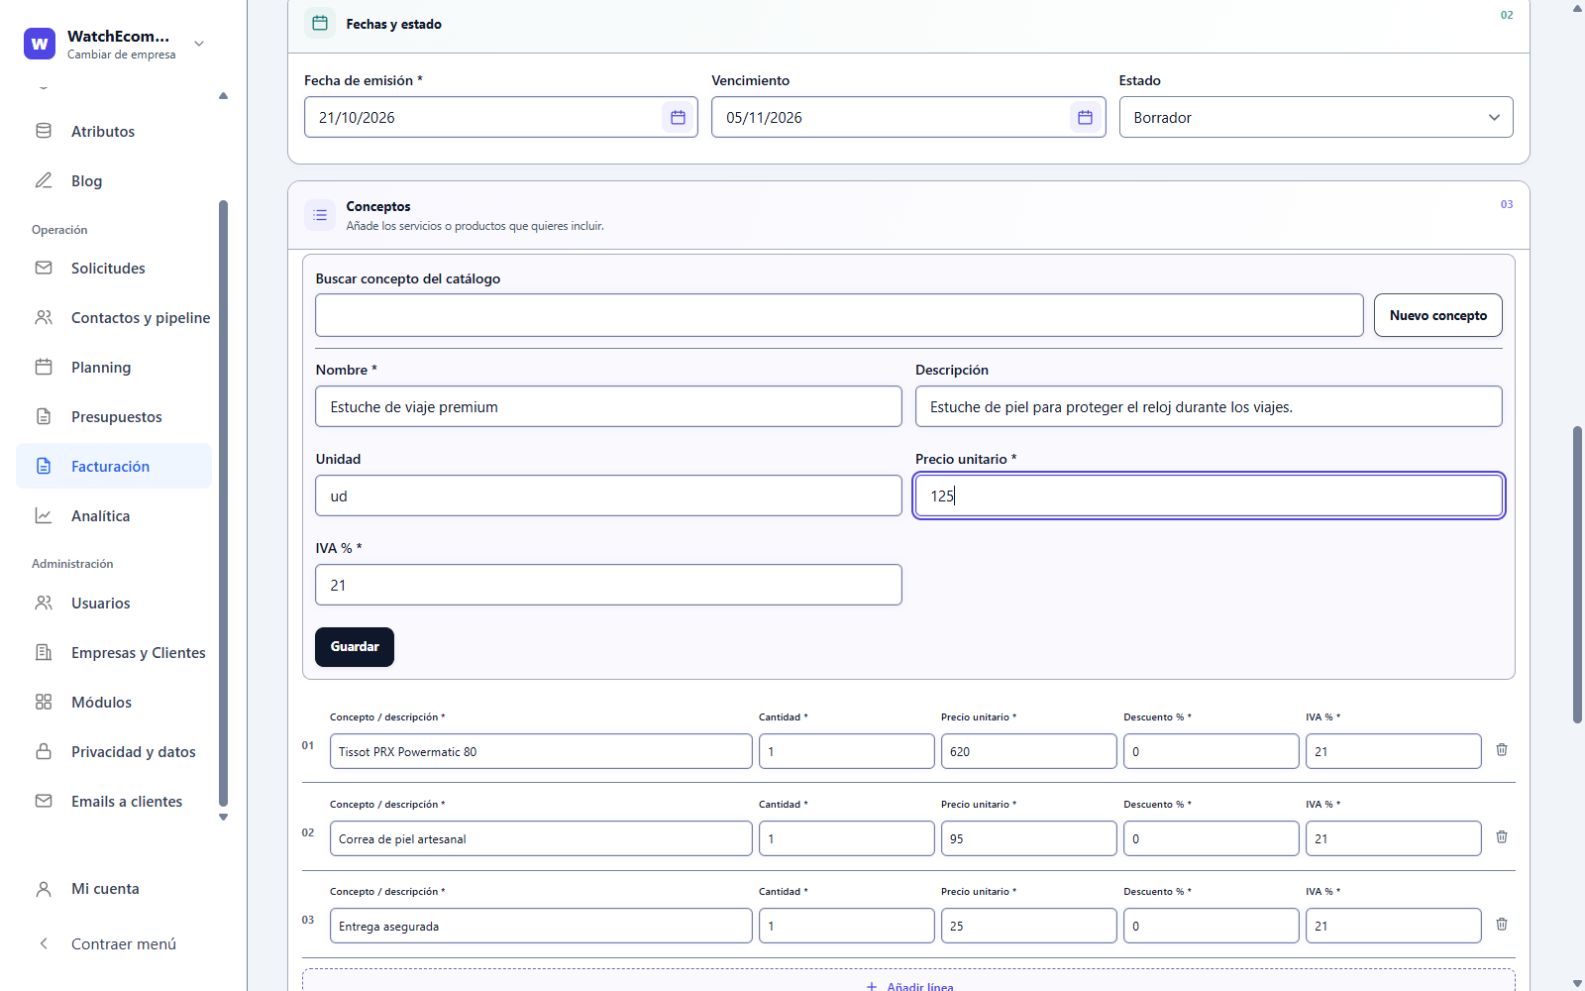 w
WatchEcom...
Cambiar de empresa
Atributos
Blog
Operación
Solicitudes
Contactos y pipeline
Planning
Presupuestos
Facturación
Analítica
Administración
Usuarios
Empresas y Clientes
Módulos
Privacidad y datos
Emails a clientes
Mi cuenta
Contraer menú
Fechas y estado
02
Fecha de emisión *
Vencimiento
Estado
21/10/2026
05/11/2026
Borrador
Conceptos
Añade los servicios o productos que quieres incluir.
03
Buscar concepto del catálogo
Nuevo concepto
Nombre *
Descripción
Estuche de viaje premium
Estuche de piel para proteger el reloj durante los viajes.
Unidad
Precio unitario *
ud
125
IVA % *
21
Guardar
Concepto / descripción *
Cantidad *
Precio unitario *
Descuento % *
IVA % *
01
Tissot PRX Powermatic 80
1
620
0
21
Concepto / descripción *
Cantidad *
Precio unitario *
Descuento % *
IVA % *
02
Correa de piel artesanal
1
95
0
21
Concepto / descripción *
Cantidad *
Precio unitario *
Descuento % *
IVA % *
03
Entrega asegurada
1
25
0
21
+ Añadir línea